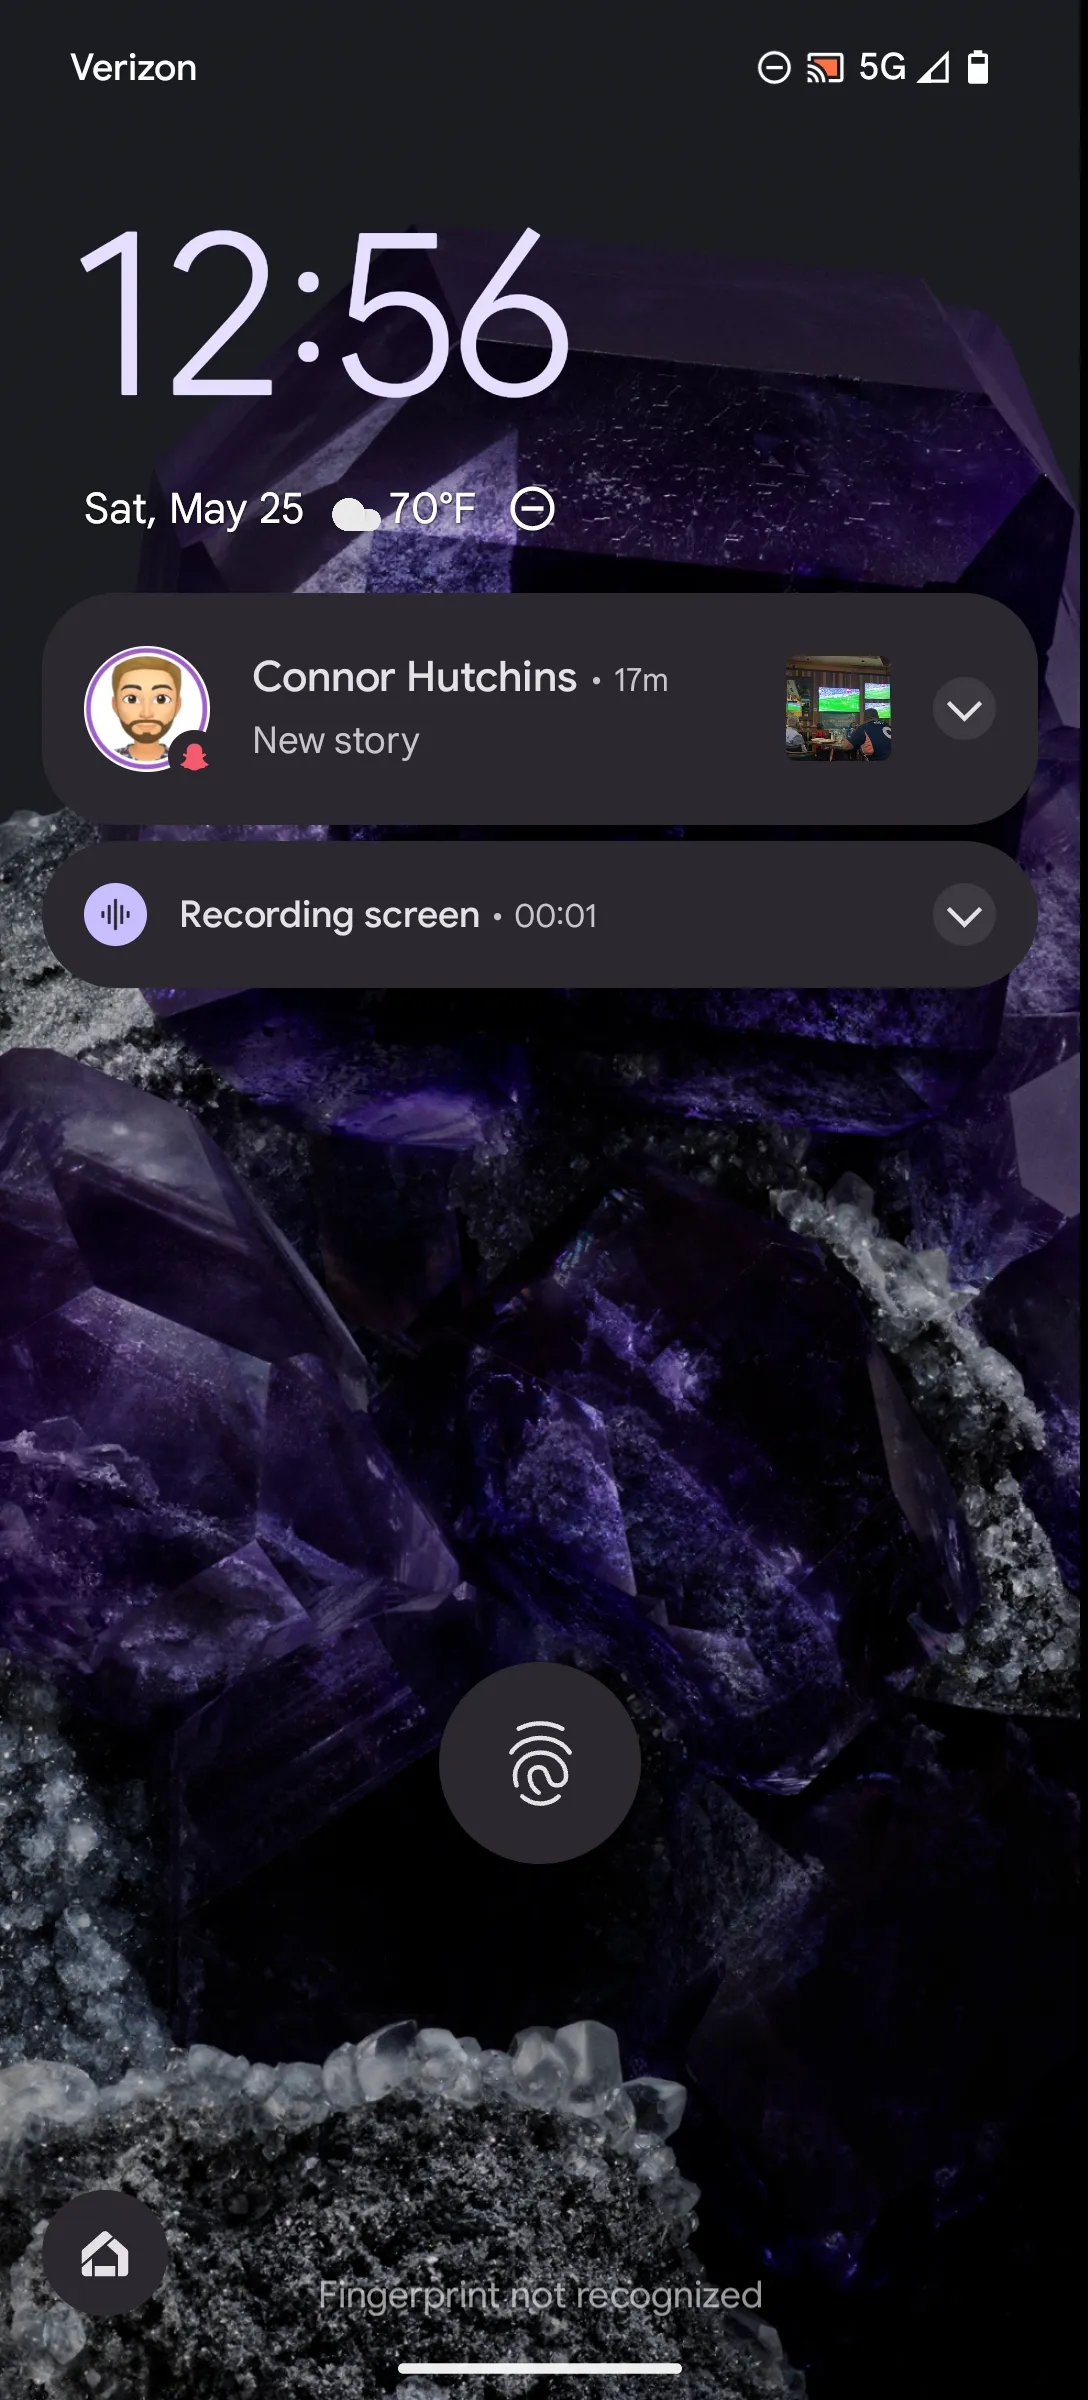 Verizon 5G
12:56
Sat, May 25 70°F
Connor Hutchins • 17m
New story
Recording screen • 00:01
Fingerprint not recognized